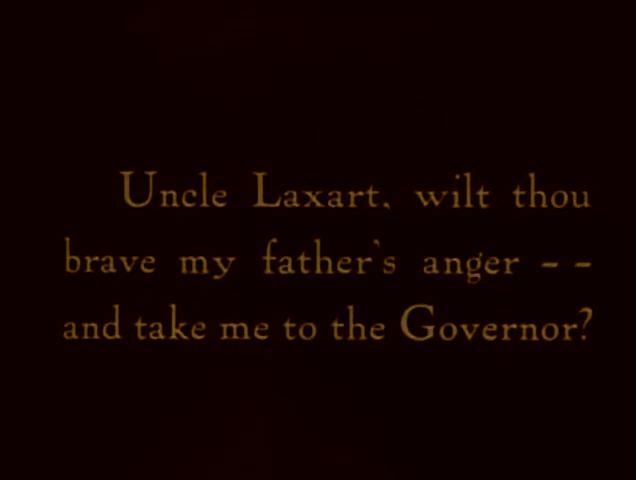 Uncle Laxart, wilt thou
brave my father's anger - -
and take me to the Governor?